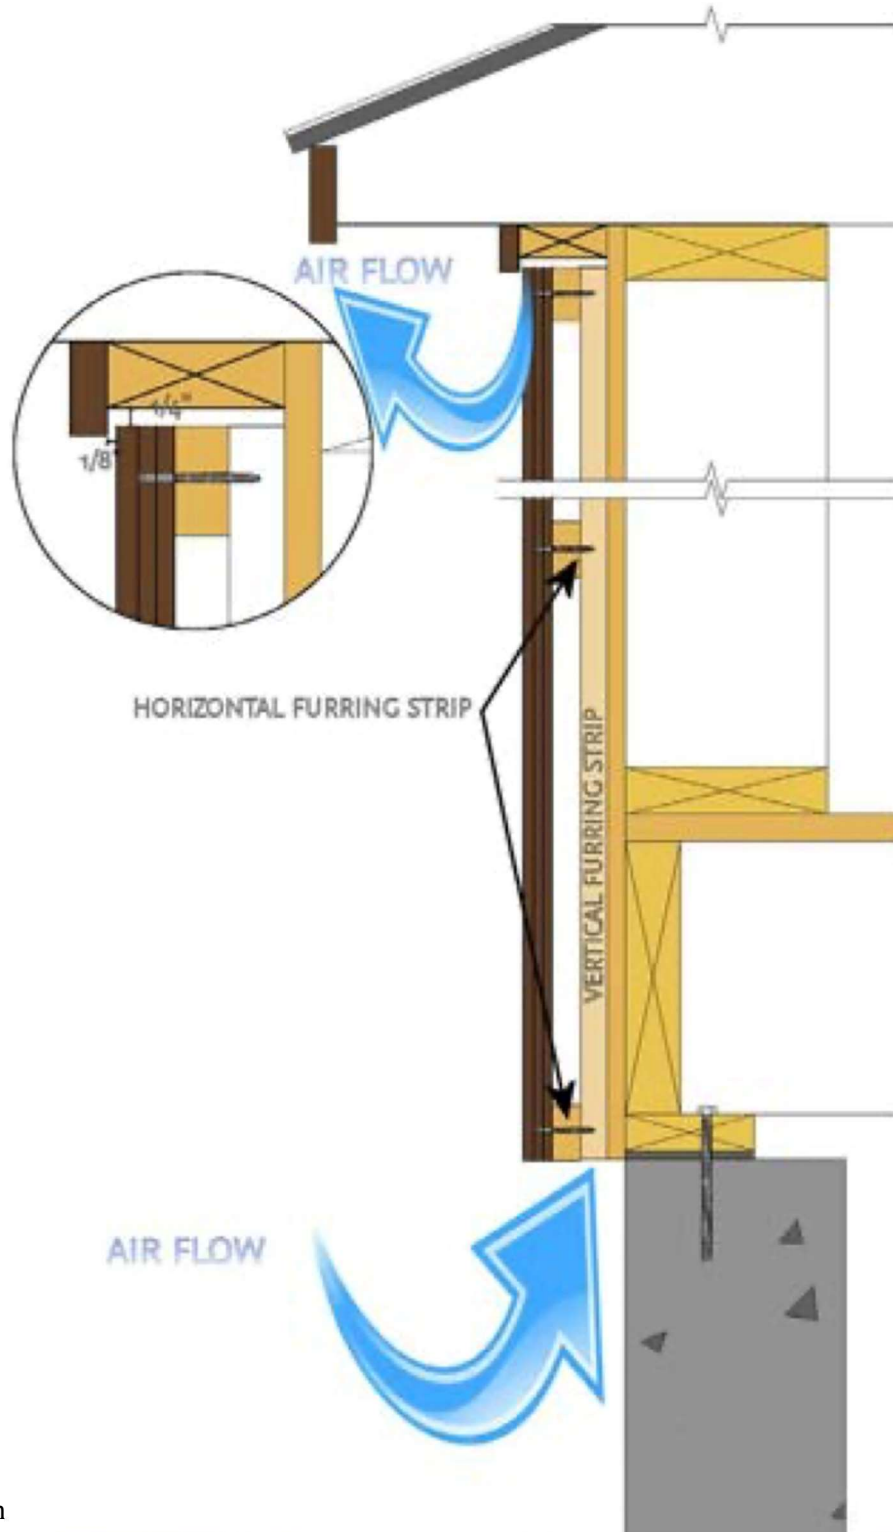 AIR FLOW
1/4"
1/8"
HORIZONTAL FURRING STRIP
VERTICAL FURRING STRIP
AIR FLOW